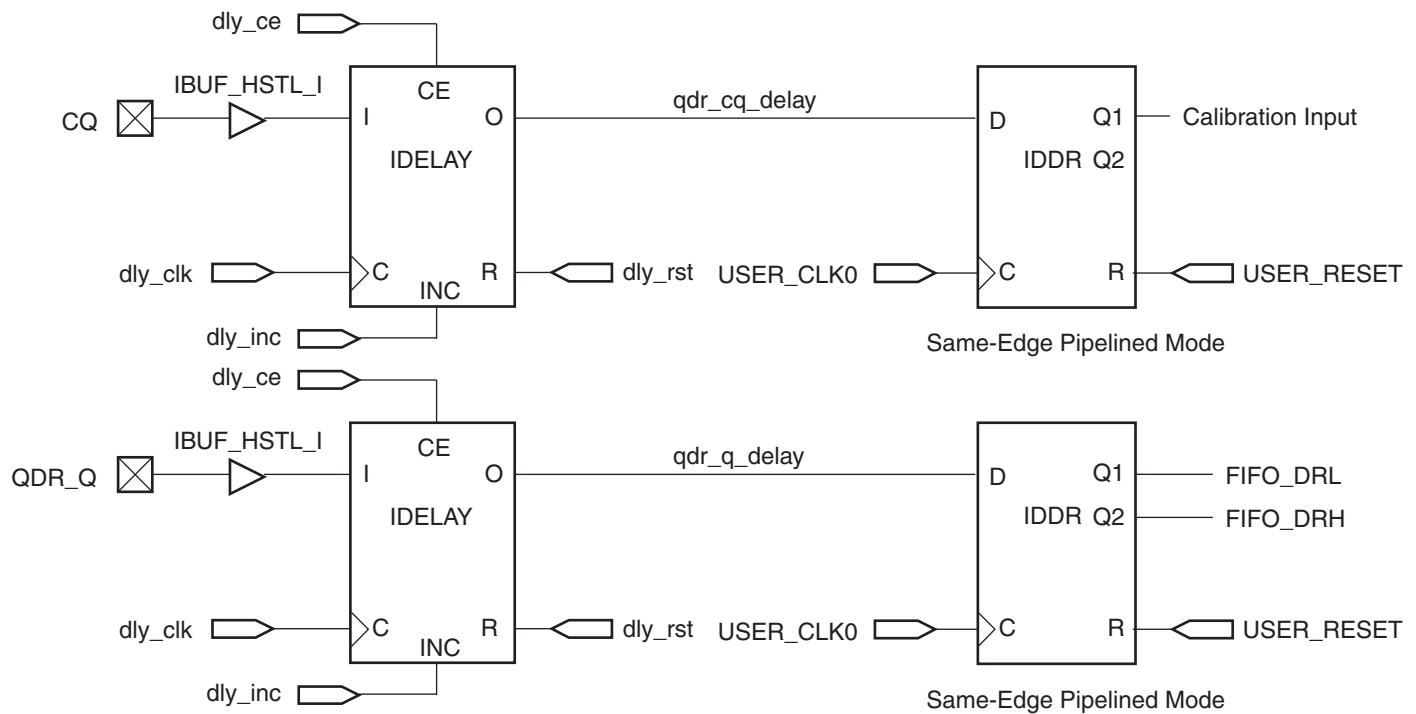 dly_ce
IBUF_HSTL_I
CQ
CE
I
O
IDELAY
qdr_cq_delay
D
Q1
IDDR Q2
Calibration Input
dly_clk
C
R
INC
dly_rst
USER_CLK0
C
R
USER_RESET
dly_inc
Same-Edge Pipelined Mode
dly_ce
IBUF_HSTL_I
QDR_Q
CE
I
O
IDELAY
qdr_q_delay
D
Q1
IDDR Q2
FIFO_DRL
FIFO_DRH
dly_clk
C
R
INC
dly_rst
USER_CLK0
C
R
USER_RESET
dly_inc
Same-Edge Pipelined Mode